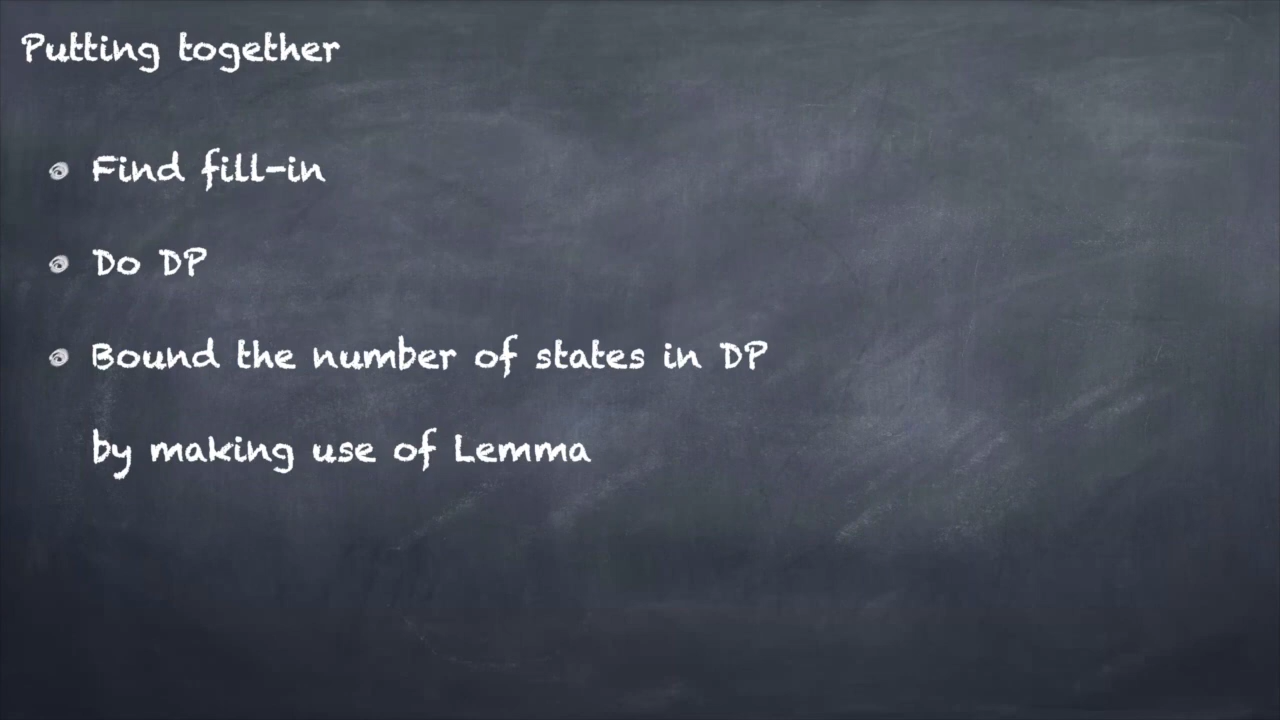 Putting together
Find fill-in
Do DP
Bound the number of states in DP
by making use of Lemma